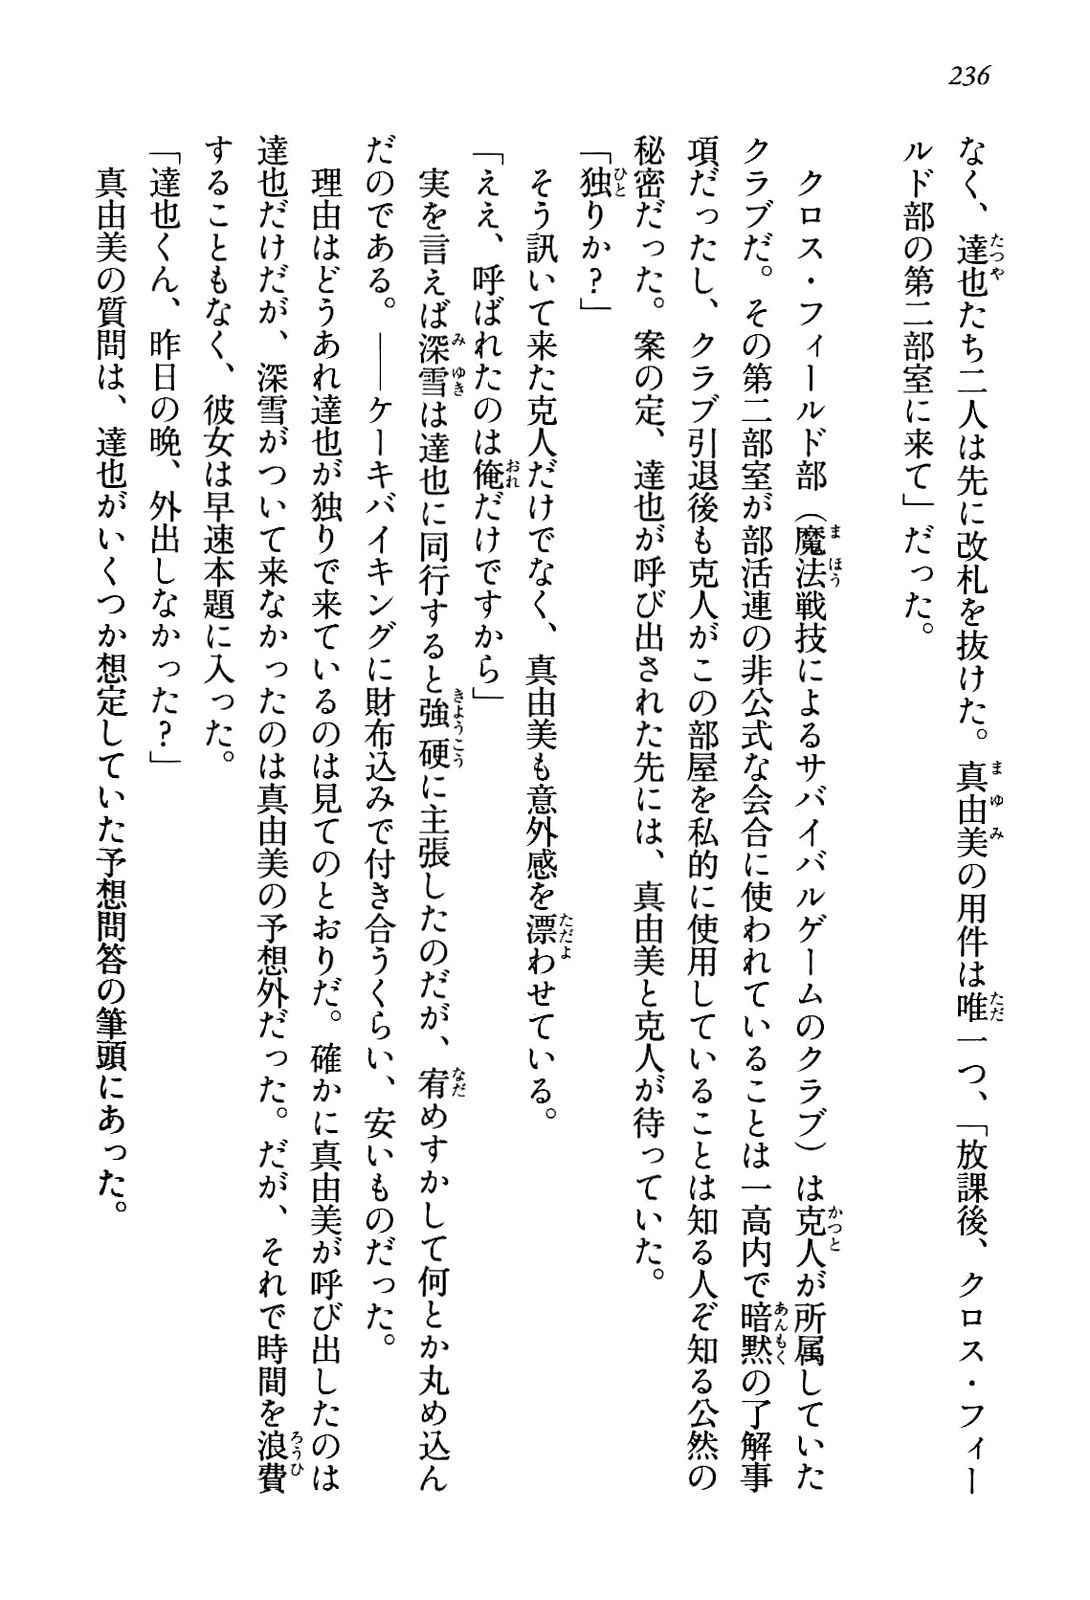 236
なく、達也たち二人は先に改札を抜けた。真由美の用件は唯一つ、「放課後、クロス・フィー
ルド部の第二部室に来て」だった。
クロス・フィールド部（魔法戦技によるサバイバルゲームのクラブ）は克人が所属していた
クラブだ。その第二部室が部活連の非公式な会合に使われていることは一高内で暗黙の了解事
項だったし、クラブ引退後も克人がこの部屋を私的に使用していることは知る人ぞ知る公然の
秘密だった。案の定、達也が呼び出された先には、真由美と克人が待っていた。
「独りか？」
そう訊いて来た克人だけでなく、真由美も意外感を漂わせている。
「ええ、呼ばれたのは俺だけですから」
実を言えば深雪は達也に同行すると強硬に主張したのだが、宥めすかして何とか丸め込ん
だのである。――ケーキバイキングに財布込みで付き合うくらい、安いものだった。
理由はどうあれ達也が独りで来ているのは見てのとおりだ。確かに真由美が呼び出したのは
達也だけだが、深雪がついて来なかったのは真由美の予想外だった。だが、それで時間を浪費
することもなく、彼女は早速本題に入った。
「達也くん、昨日の晩、外出しなかった？」
真由美の質問は、達也がいくつか想定していた予想問答の筆頭にあった。